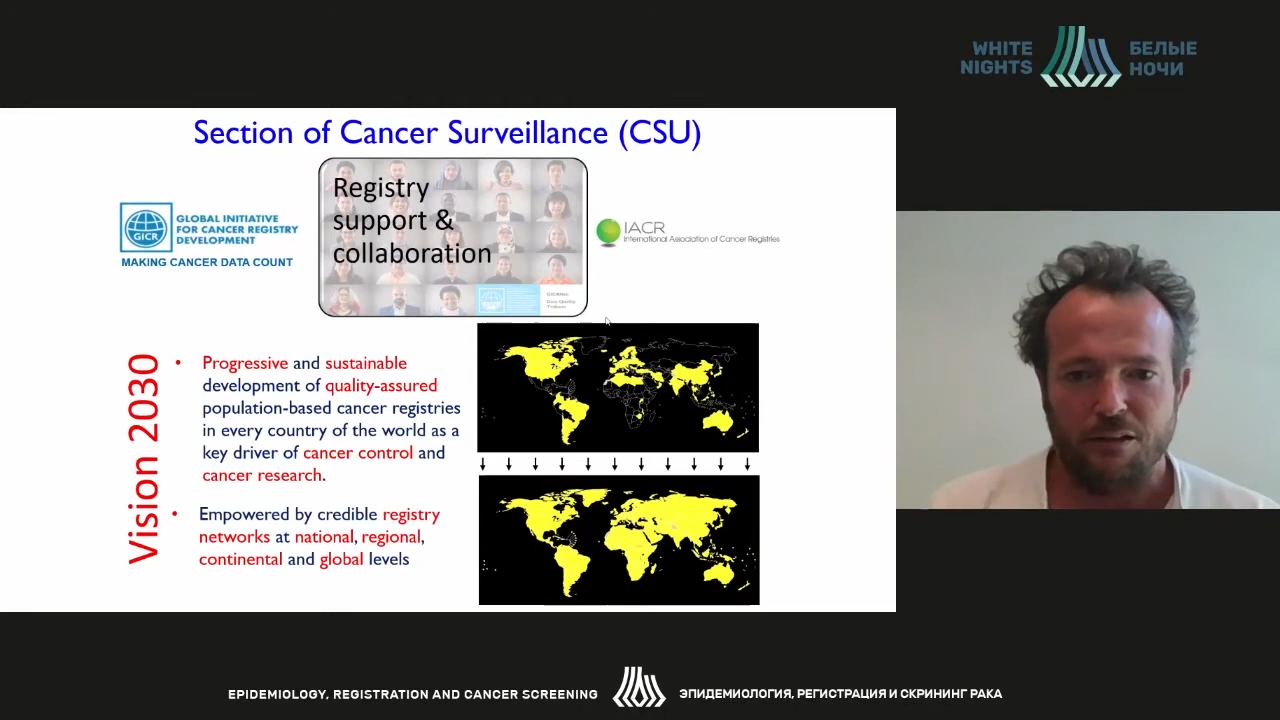 WHITE
NIGHTS
БЕЛЫЕ
НОЧИ
Section of Cancer Surveillance (CSU)
GICR
GLOBAL INITIATIVE
FOR CANCER REGISTRY
DEVELOPMENT
MAKING CANCER DATA COUNT
Registry
support &
collaboration
IACR
International Association of Cancer Registries
Vision 2030
• Progressive and sustainable
development of quality-assured
population-based cancer registries
in every country of the world as a
key driver of cancer control and
cancer research.
• Empowered by credible registry
networks at national, regional,
continental and global levels
EPIDEMIOLOGY, REGISTRATION AND CANCER SCREENING
ЭПИДЕМИОЛОГИЯ, РЕГИСТРАЦИЯ И СКРИНИНГ РАКА